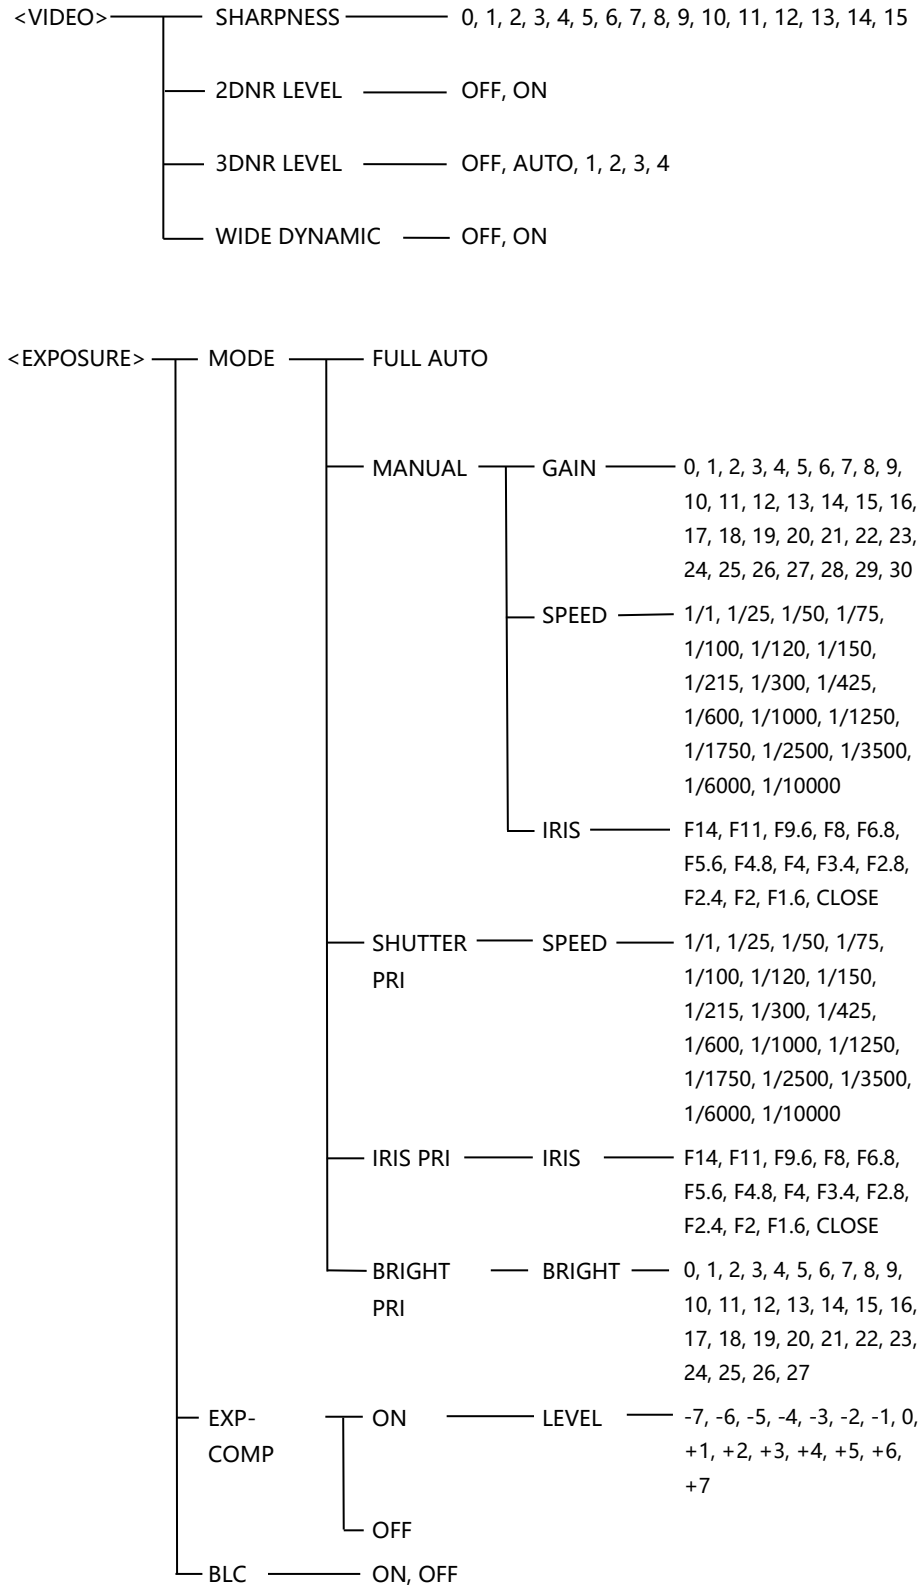 <VIDEO> SHARPNESS 0, 1, 2, 3, 4, 5, 6, 7, 8, 9, 10, 11, 12, 13, 14, 15
2DNR LEVEL OFF, ON
3DNR LEVEL OFF, AUTO, 1, 2, 3, 4
WIDE DYNAMIC OFF, ON
<EXPOSURE> MODE FULL AUTO
MANUAL GAIN 0, 1, 2, 3, 4, 5, 6, 7, 8, 9,
10, 11, 12, 13, 14, 15, 16,
17, 18, 19, 20, 21, 22, 23,
24, 25, 26, 27, 28, 29, 30
SPEED 1/1, 1/25, 1/50, 1/75,
1/100, 1/120, 1/150,
1/215, 1/300, 1/425,
1/600, 1/1000, 1/1250,
1/1750, 1/2500, 1/3500,
1/6000, 1/10000
IRIS F14, F11, F9.6, F8, F6.8,
F5.6, F4.8, F4, F3.4, F2.8,
F2.4, F2, F1.6, CLOSE
SHUTTER SPEED 1/1, 1/25, 1/50, 1/75,
PRI 1/100, 1/120, 1/150,
1/215, 1/300, 1/425,
1/600, 1/1000, 1/1250,
1/1750, 1/2500, 1/3500,
1/6000, 1/10000
IRIS PRI IRIS F14, F11, F9.6, F8, F6.8,
F5.6, F4.8, F4, F3.4, F2.8,
F2.4, F2, F1.6, CLOSE
BRIGHT BRIGHT 0, 1, 2, 3, 4, 5, 6, 7, 8, 9,
PRI 10, 11, 12, 13, 14, 15, 16,
17, 18, 19, 20, 21, 22, 23,
24, 25, 26, 27
EXP- ON LEVEL -7, -6, -5, -4, -3, -2, -1, 0,
COMP +1, +2, +3, +4, +5, +6,
+7
OFF
BLC ON, OFF